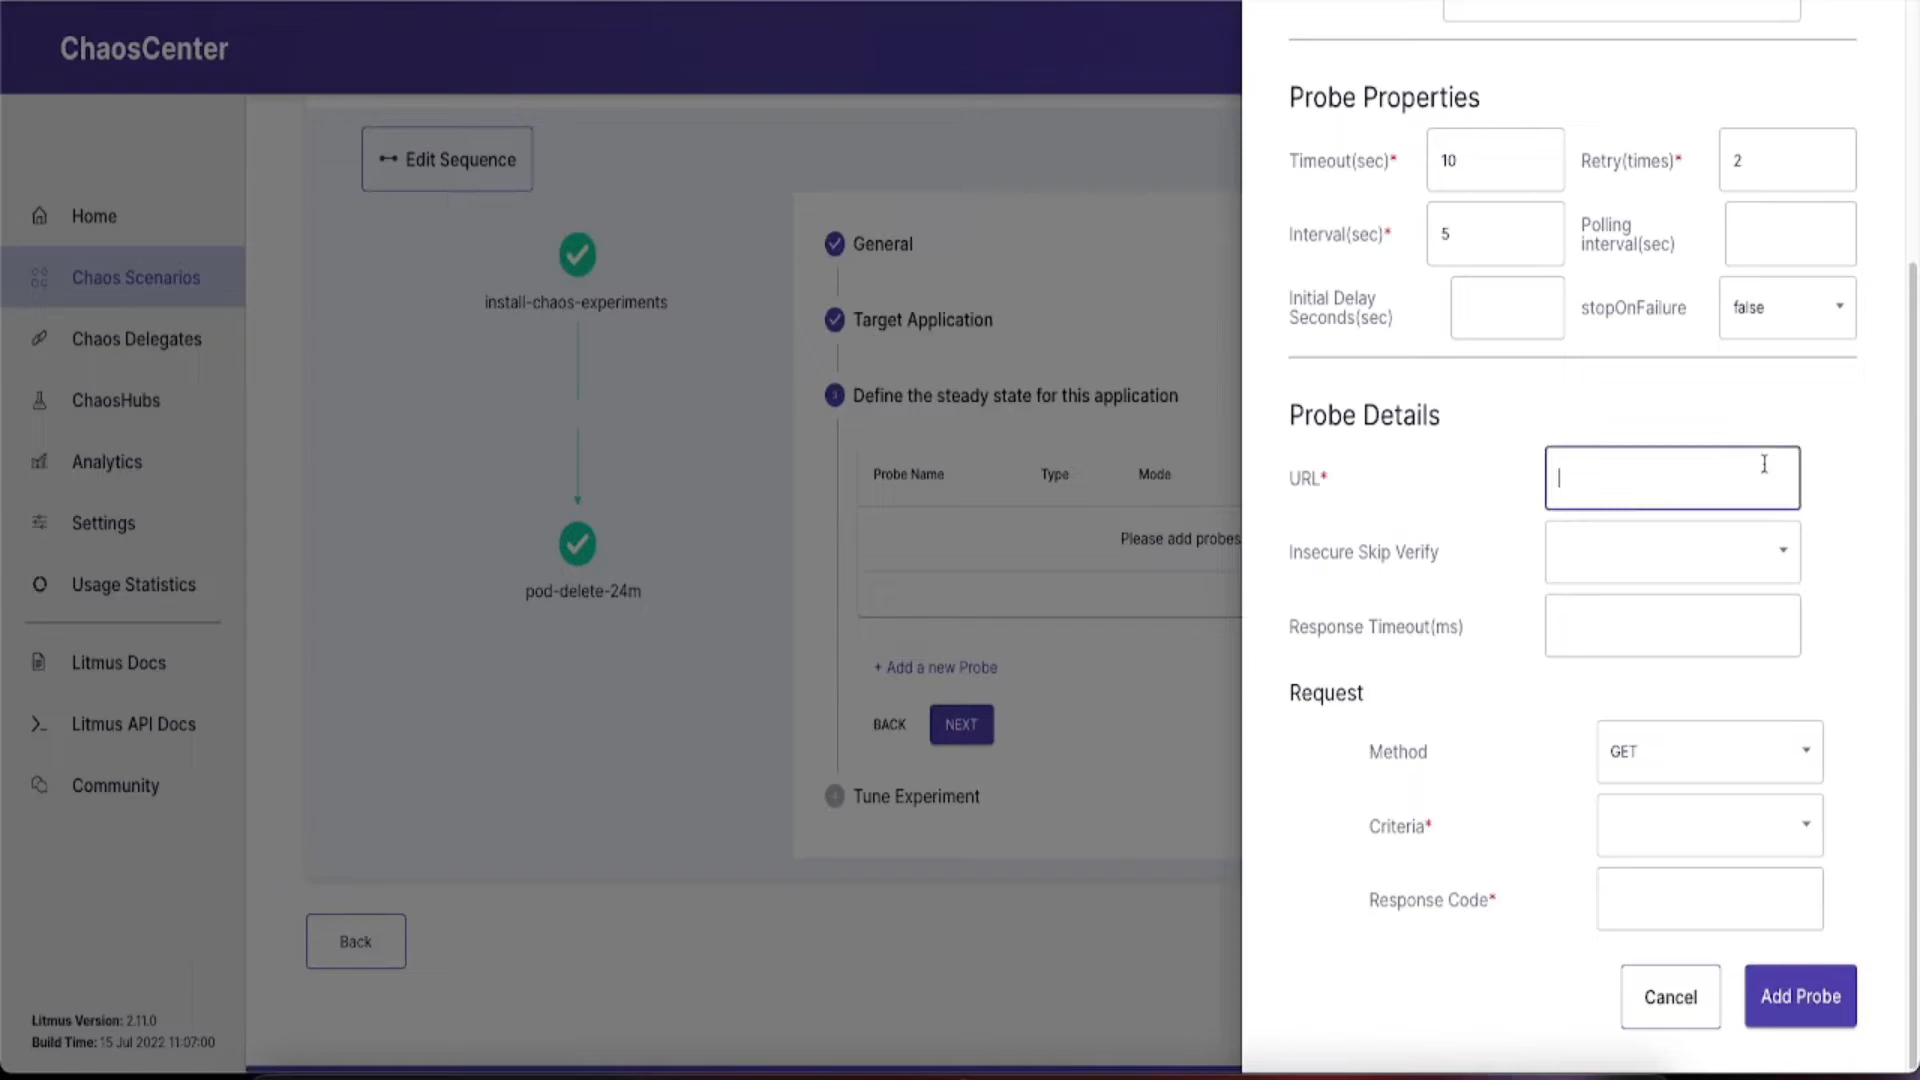 ChaosCenter
Home
Chaos Scenarios
Chaos Delegates
ChaosHubs
Analytics
Settings
Usage Statistics
Litmus Docs
Litmus API Docs
Community
Litmus Version: 2.11.0
Build Time: 15 Jul 2022 11:07:00
Edit Sequence
install-chaos-experiments
pod-delete-24m
General
Target Application
3 Define the steady state for this application
Probe Name Type Mode
Please add probes
+ Add a new Probe
BACK NEXT
4 Tune Experiment
Back
Probe Properties
Timeout(sec)* 10 Retry(times)* 2
Interval(sec)* 5 Polling
interval(sec)
Initial Delay
Seconds(sec) stopOnFailure false
Probe Details
URL*
Insecure Skip Verify
Response Timeout(ms)
Request
Method GET
Criteria*
Response Code*
Cancel Add Probe